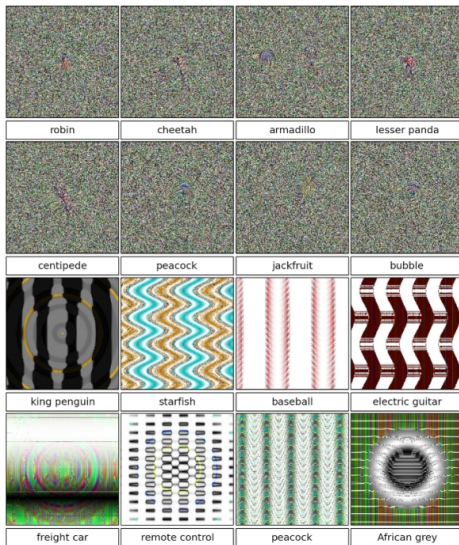 robin
cheetah
armadillo
lesser panda
centipede
peacock
jackfruit
bubble
king penguin
starfish
baseball
electric guitar
freight car
remote control
peacock
African grey